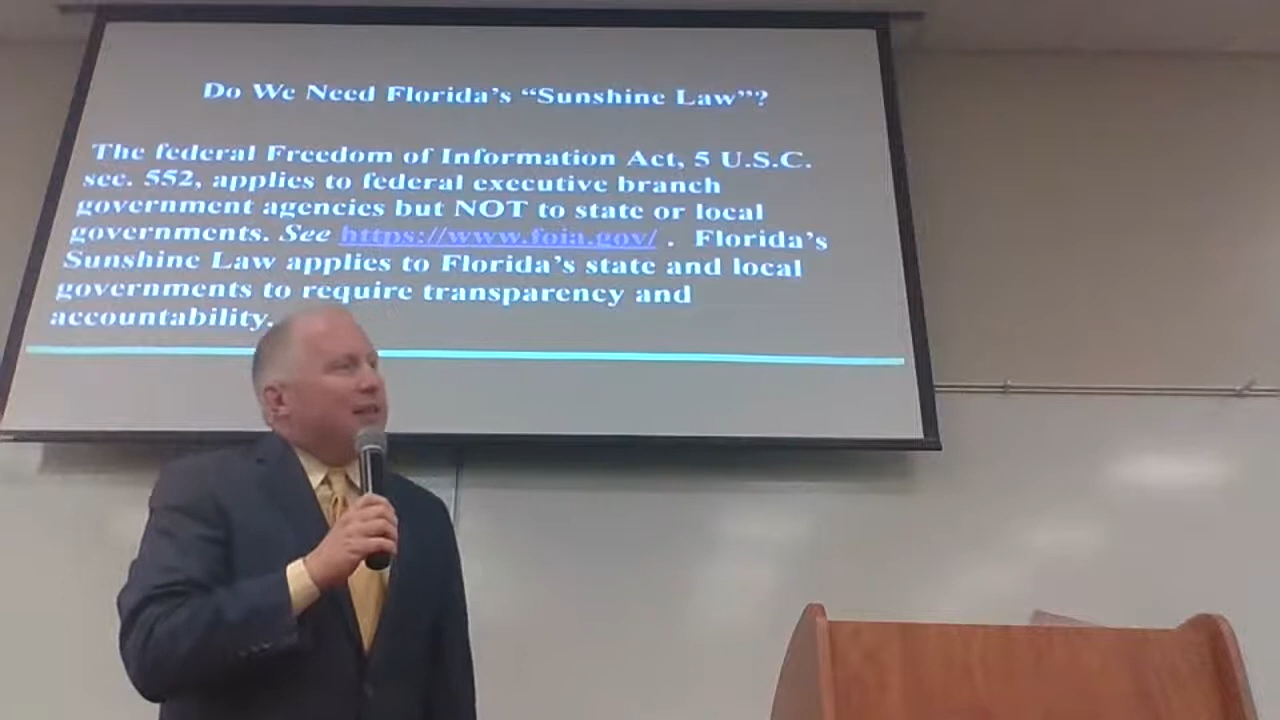 Do We Need Florida's “Sunshine Law”?
The federal Freedom of Information Act, 5 U.S.C.
sec. 552, applies to federal executive branch
government agencies but NOT to state or local
governments. See https://www.foia.gov/ . Florida's
Sunshine Law applies to Florida's state and local
governments to require transparency and
accountability.